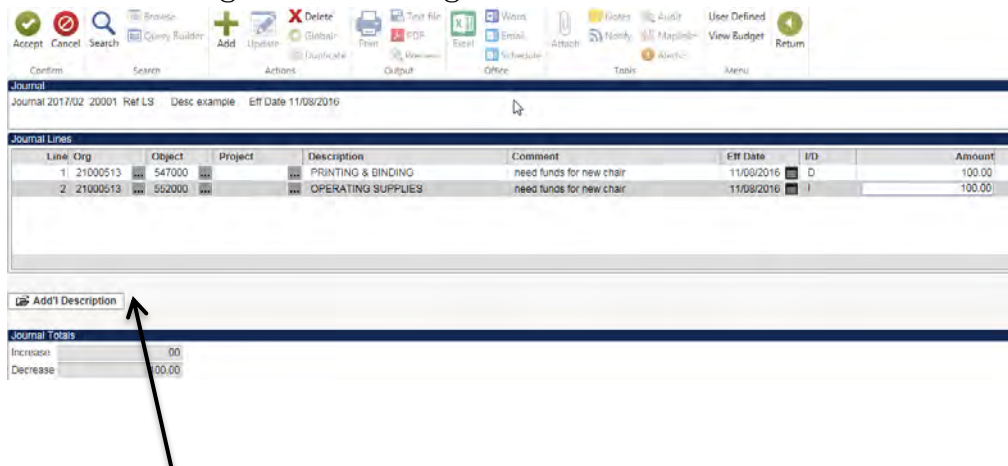 Browse X Delete Text file Word Notes Audit User Defined
Accept Cancel Search Query Builder Add Update Global Print PDF Excel Email Attach Notify Maplink View Budget Return
Duplicate Preview Schedule Alerts
Confirm Search Actions Output Office Tools Menu
Journal
Journal 2017/02 20001 Ref LS Desc example Eff Date 11/08/2016
Journal Lines
Line Org Object Project Description Comment Eff Date I/D Amount
1 21000513 ... 547000 ... ... PRINTING & BINDING need funds for new chair 11/08/2016 D 100.00
2 21000513 ... 552000 ... ... OPERATING SUPPLIES need funds for new chair 11/08/2016 I 100.00
Add'l Description
Journal Totals
Increase .00
Decrease 100.00